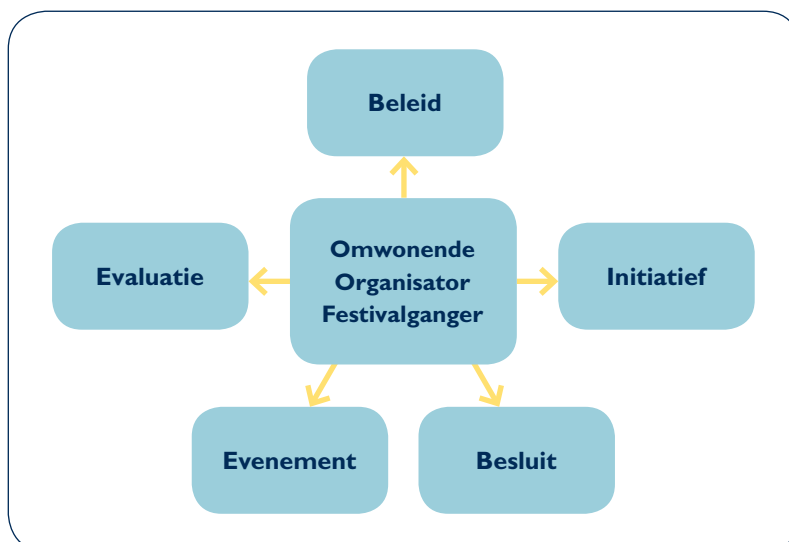 Beleid
Omwonende
Organisator
Festivalganger
Evaluatie
Initiatief
Evenement
Besluit